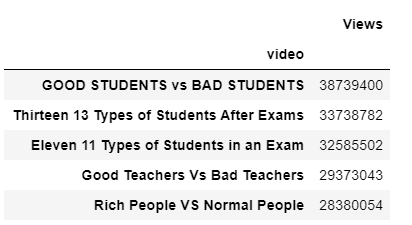 Views
video
GOOD STUDENTS vs BAD STUDENTS 38739400
Thirteen 13 Types of Students After Exams 33738782
Eleven 11 Types of Students in an Exam 32585502
Good Teachers Vs Bad Teachers 29373043
Rich People VS Normal People 28380054